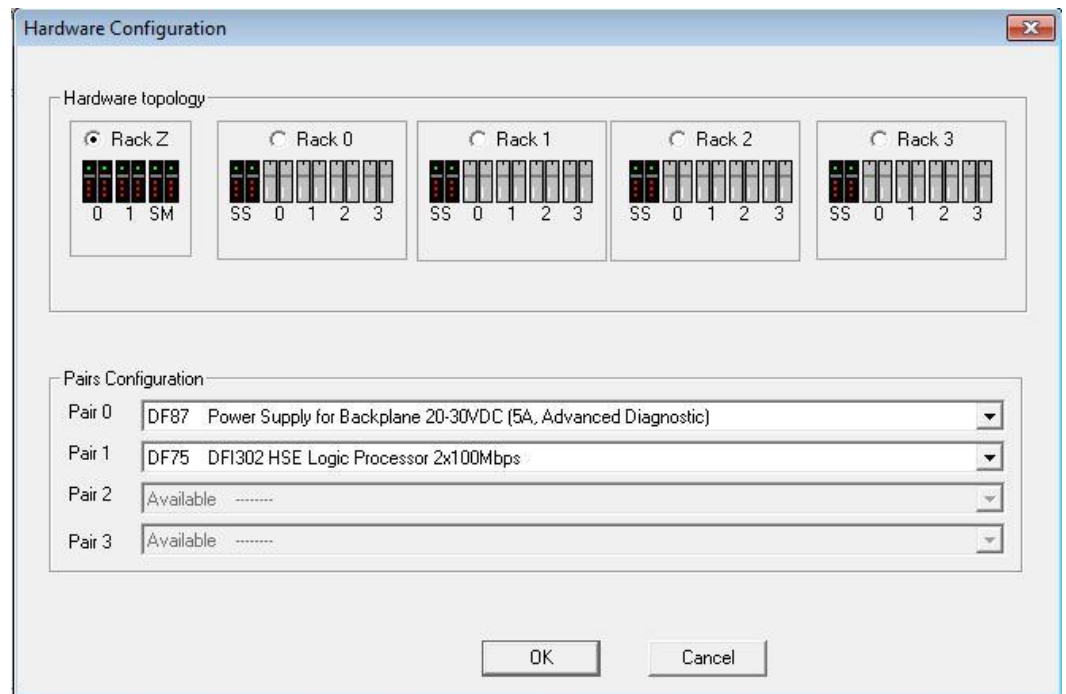 Hardware Configuration
Hardware topology
Rack Z Rack 0 Rack 1 Rack 2 Rack 3
0 1 SM SS 0 1 2 3 SS 0 1 2 3 SS 0 1 2 3 SS 0 1 2 3
Pairs Configuration
Pair 0 DF87 Power Supply for Backplane 20-30VDC (5A, Advanced Diagnostic)
Pair 1 DF75 DFI302 HSE Logic Processor 2x100Mbps
Pair 2 Available --------
Pair 3 Available --------
OK Cancel